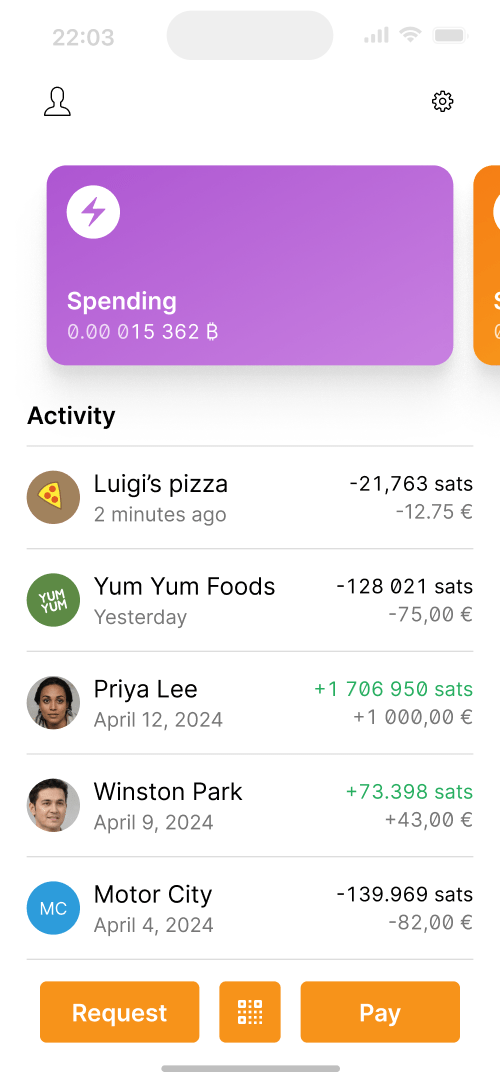 22:03
Spending
0.00 015 362 ₿
Activity
Luigi’s pizza
-21,763 sats
2 minutes ago
-12.75 €
YUM
YUM
Yum Yum Foods
-128 021 sats
Yesterday
-75,00 €
Priya Lee
+1 706 950 sats
April 12, 2024
+1 000,00 €
Winston Park
+73.398 sats
April 9, 2024
+43,00 €
MC
Motor City
-139.969 sats
April 4, 2024
-82,00 €
Request
Pay